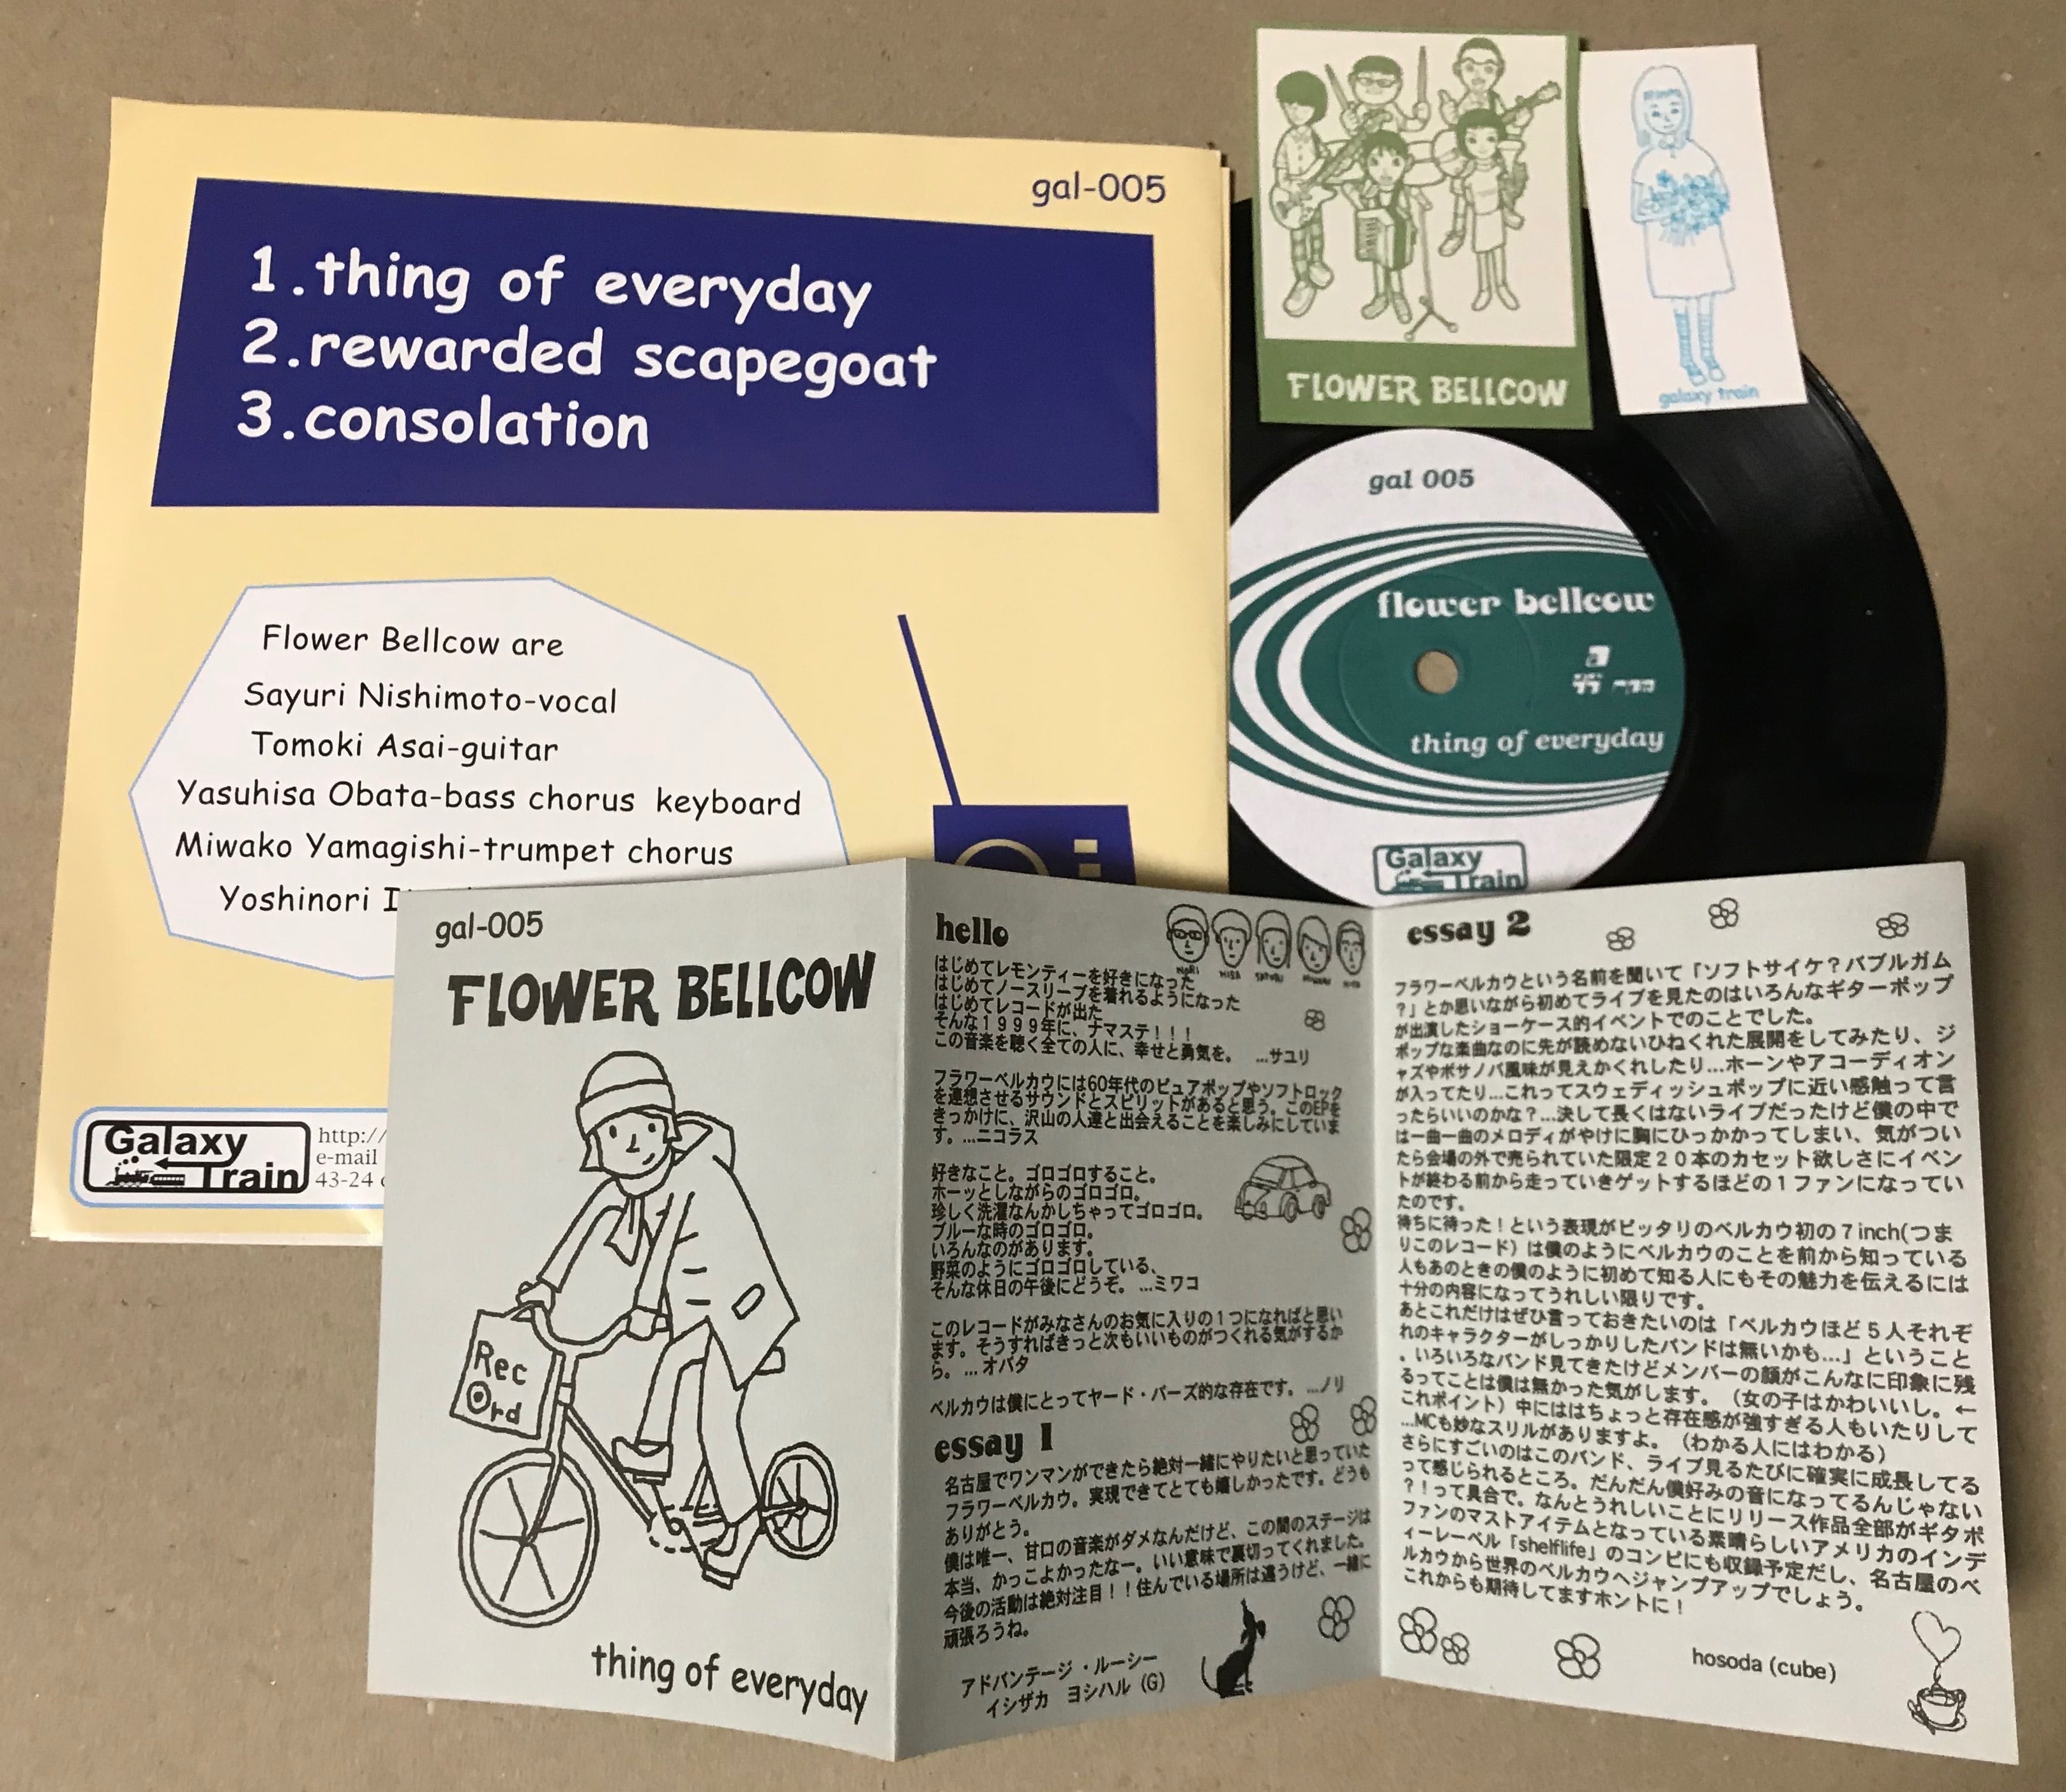 gal-005
1.thing of everyday
2.rewarded scapegoat
3.consolation
Flower Bellcow are
Sayuri Nishimoto-vocal
Tomoki Asai-guitar
Yasuhisa Obata-bass chorus keyboard
Miwako Yamagishi-trumpet chorus
Yoshinori
Galaxy
Train
http://
e-mail
43-24
FLOWER BELLCOW
galaxy train
gal 005
flower bellcow
a
thing of everyday
Galaxy
Train
gal-005
FLOWER BELLCOW
Rec
Ord
thing of everyday
hello
NORI
はじめてレモンティーを好きになった
はじめてノースリーブを着れるようになった
はじめてレコードが出た
そんな1999年に、ナマステ！！！
この音楽を聴く全ての人に、幸せと勇気を。 …サユリ
フラワーベルカウには60年代のピュアポップやソフトロック
を連想させるサウンドとスピリットがあると思う。このEPを
きっかけに、沢山の人達と出会えることを楽しみにしていま
す。…ニコラス
好きなこと。ゴロゴロすること。
ホーッとしながらのゴロゴロ。
珍しく洗濯なんかしちゃってゴロゴロ。
ブルーな時のゴロゴロ。
いろんなのがあります。
野菜のようにゴロゴロしている、
そんな休日の午後にどうぞ。 …ミワコ
このレコードがみなさんのお気に入りの1つになればと思い
ます。そうすればきっと次もいいものがつくれる気がするか
ら。 … オバタ
ベルカウは僕にとってヤード・バーズ的な存在です。 …ノリ
essay 1
名古屋でワンマンができたら絶対一緒にやりたいと思っていた
フラワーベルカウ。実現できてとても嬉しかったです。どうも
ありがとう。
僕は唯一、甘口の音楽がダメなんだけど、この間のステージは
本当、かっこよかったなー。いい意味で裏切ってくれました。
今後の活動は絶対注目！！住んでいる場所は違うけど、一緒に
頑張ろうね。
アドバンテージ・ルーシー
イシザカ ヨシハル (G)
essay 2
フラワーベルカウという名前を聞いて「ソフトサイケ？バブルガム
？」とか思いながら初めてライブを見たのはいろんなギターポップ
が出演したショーケース的イベントでのことでした。
ポップな楽曲なのに先が読めないひねくれた展開をしてみたり、ジ
ャズやボサノバ風味が見えかくれしたり…ホーンやアコーディオン
が入ってたり…これってスウェディッシュポップに近い感触って言
ったらいいのかな？…決して長くはないライブだったけど僕の中で
は一曲一曲のメロディがやけに胸にひっかかってしまい、気がつい
たら会場の外で売られていた限定20本のカセット欲しさにイベン
トが終わる前から走っていきゲットするほどの1ファンになってい
たのです。
待ちに待った！という表現がピッタリのベルカウ初の7inch(つま
りこのレコード）は僕のようにベルカウのことを前から知っている
人もあのときの僕のように初めて知る人にもその魅力を伝えるには
十分の内容になってうれしい限りです。
あとこれだけはぜひ言っておきたいのは「ベルカウほど5人それぞ
れのキャラクターがしっかりしたバンドは無いかも…」ということ
。いろいろなバンド見てきたけどメンバーの顔がこんなに印象に残
るってことは僕は無かった気がします。（女の子はかわいいし。←
これポイント）中にははちょっと存在感が強すぎる人もいたりして
…MCも妙なスリルがありますよ。（わかる人にはわかる）
さらにすごいのはこのバンド、ライブ見るたびに確実に成長してる
って感じられるところ。だんだん僕好みの音になってるんじゃない
？！って具合で。なんとうれしいことにリリース作品全部がギタポ
ファンのマストアイテムとなっている素晴らしいアメリカのインデ
ィーレーベル「shelflife」のコンピにも収録予定だし、名古屋のベ
ルカウから世界のベルカウへジャンプアップでしょう。
これからも期待してますホントに！
hosoda (cube)